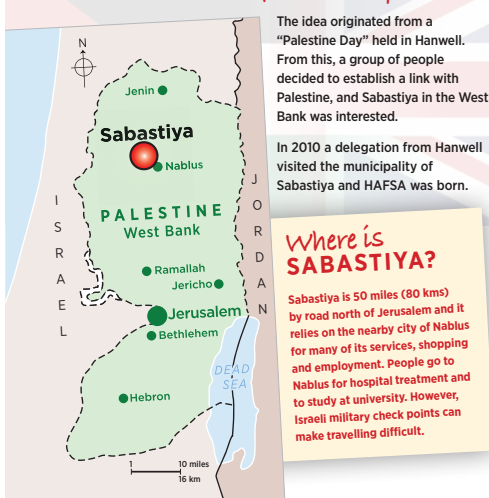 The idea originated from a
“Palestine Day” held in Hanwell.
From this, a group of people
decided to establish a link with
Palestine, and Sabastiya in the West
Bank was interested.
In 2010 a delegation from Hanwell
visited the municipality of
Sabastiya and HAFSA was born.
N
Jenin
Sabastiya
Nablus
ISRAEL
PALESTINE
West Bank
JORDAN
Ramallah
Jericho
Jerusalem
Bethlehem
DEAD
SEA
Hebron
1 10 miles
16 km
Where is
SABASTIYA?
Sabastiya is 50 miles (80 kms)
by road north of Jerusalem and it
relies on the nearby city of Nablus
for many of its services, shopping
and employment. People go to
Nablus for hospital treatment and
to study at university. However,
Israeli military check points can
make travelling difficult.